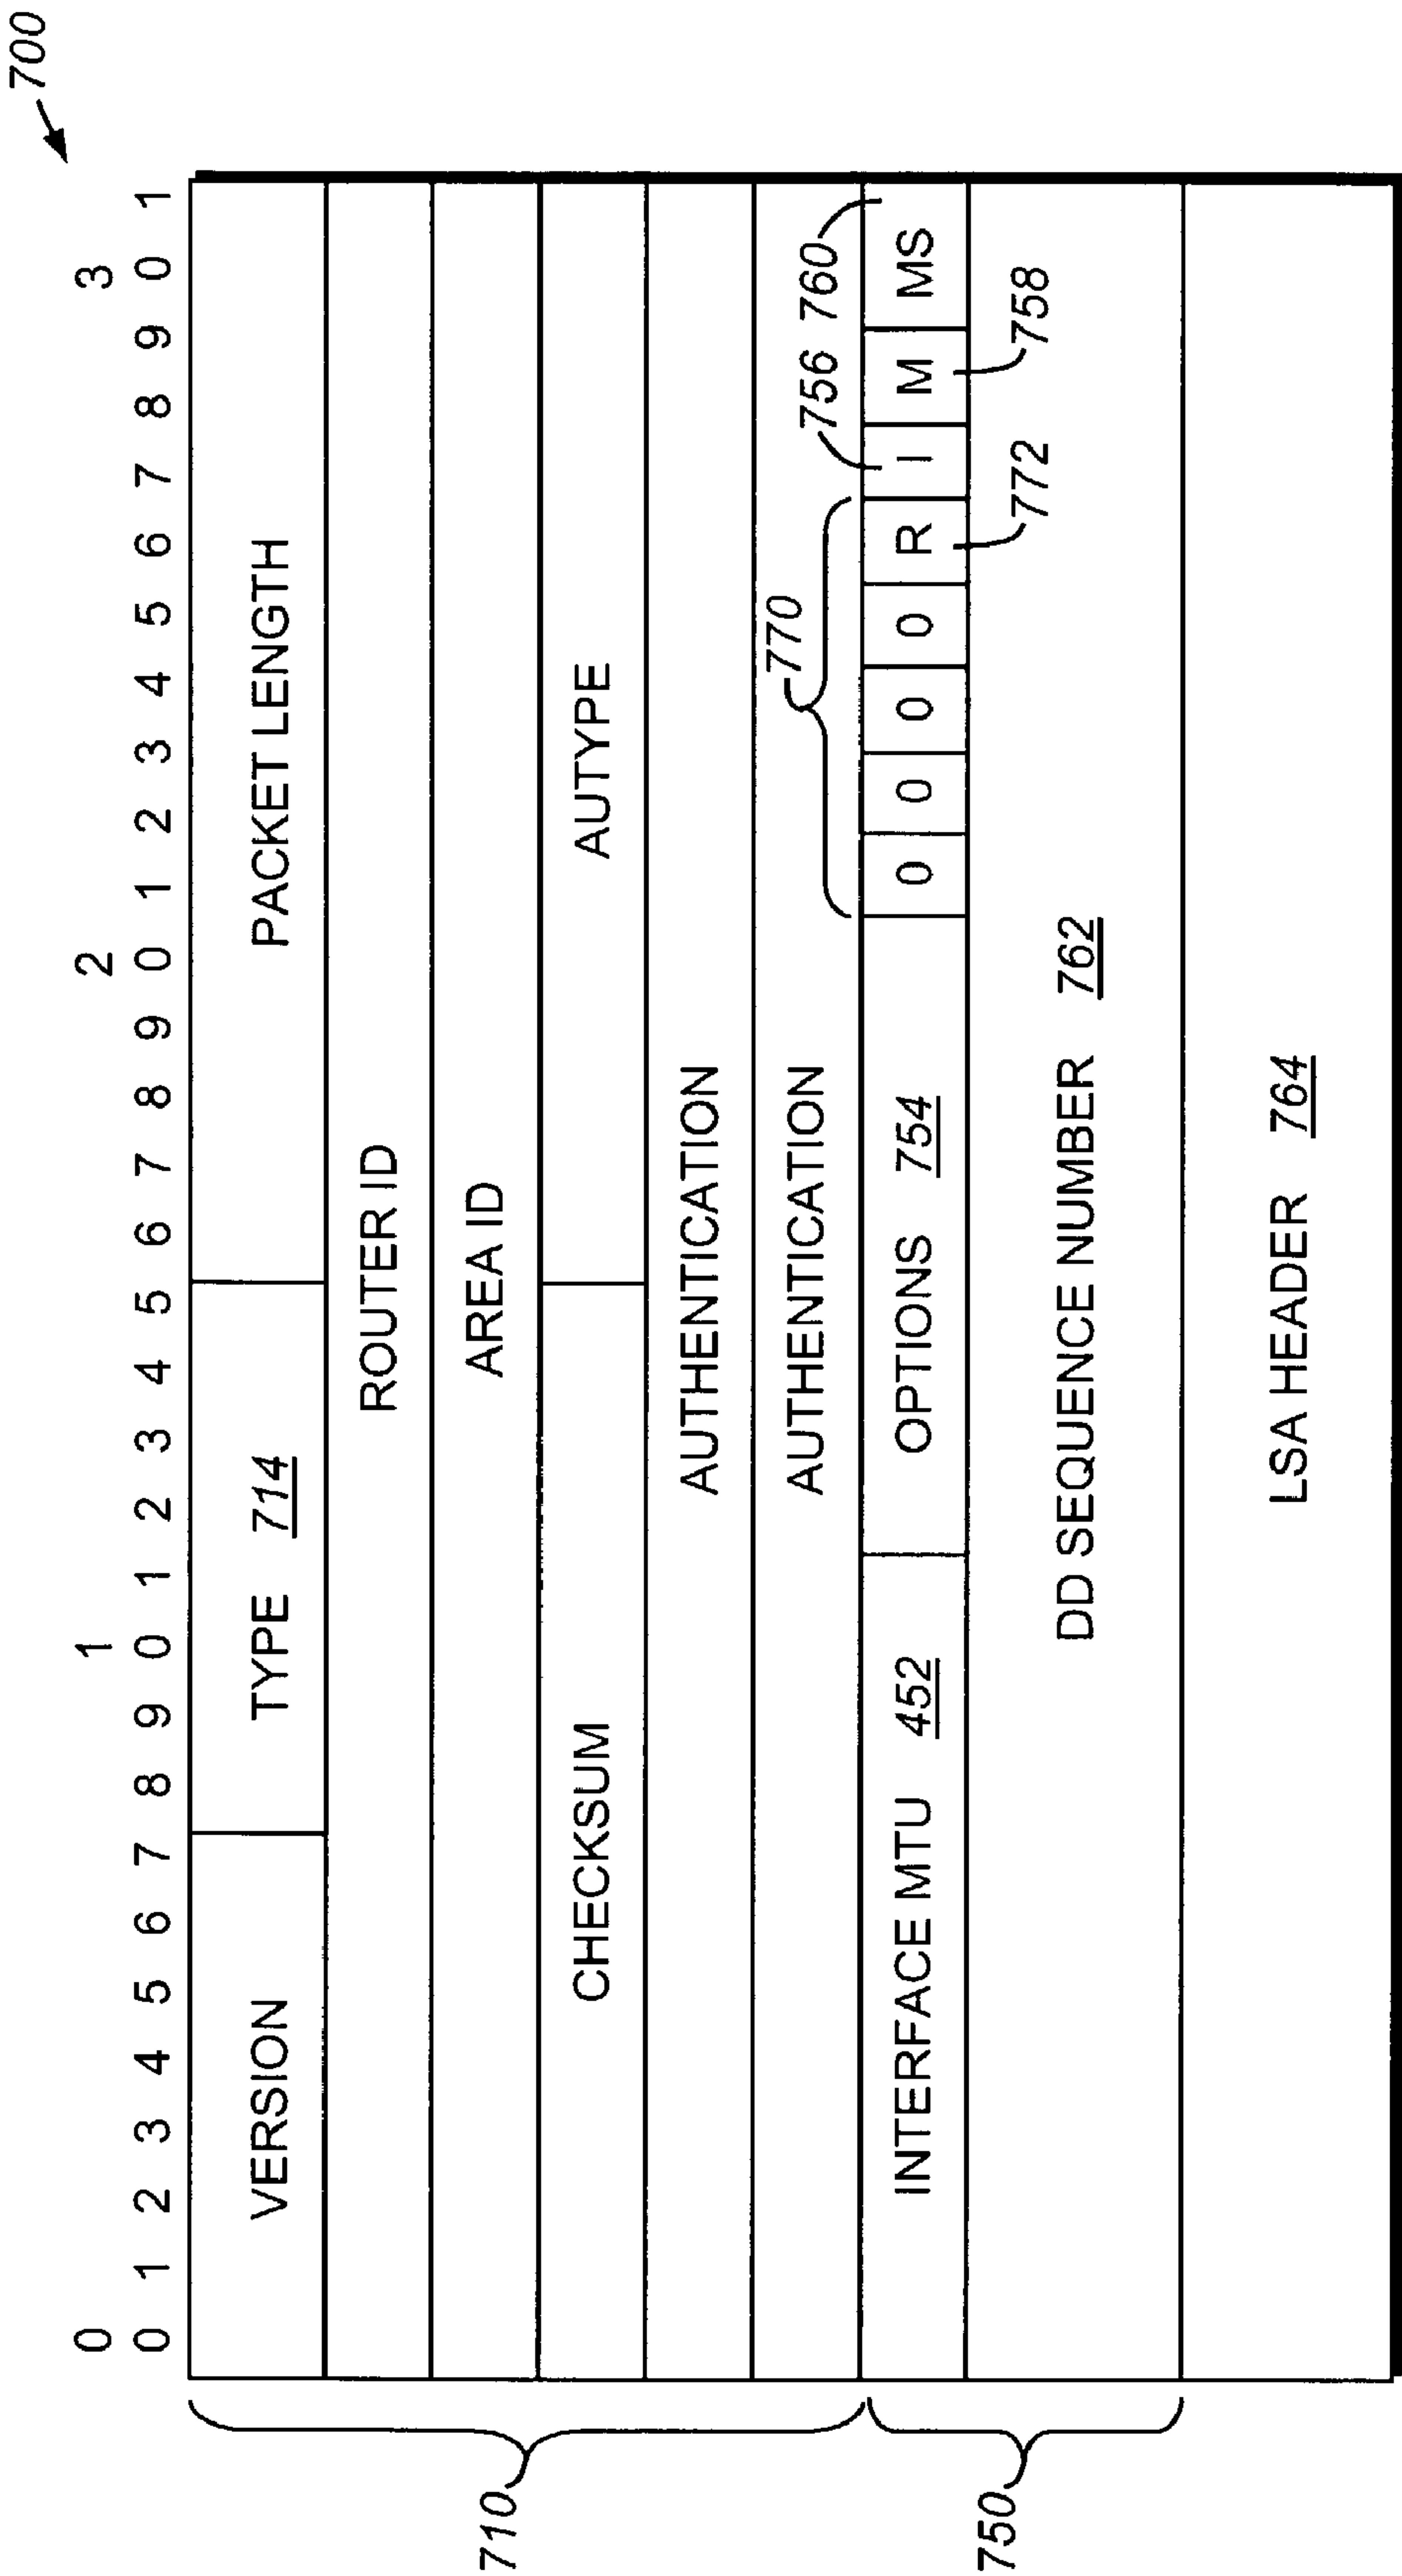 700
0 1 2 3
0 1 2 3 4 5 6 7 8 9 0 1 2 3 4 5 6 7 8 9 0 1 2 3 4 5 6 7 8 9 0 1
VERSION TYPE 714 PACKET LENGTH
ROUTER ID
AREA ID
710
CHECKSUM AUTYPE
AUTHENTICATION
AUTHENTICATION
770 756 760
INTERFACE MTU 452 OPTIONS 754 0 0 0 0 R I M MS
750
772 758
DD SEQUENCE NUMBER 762
LSA HEADER 764